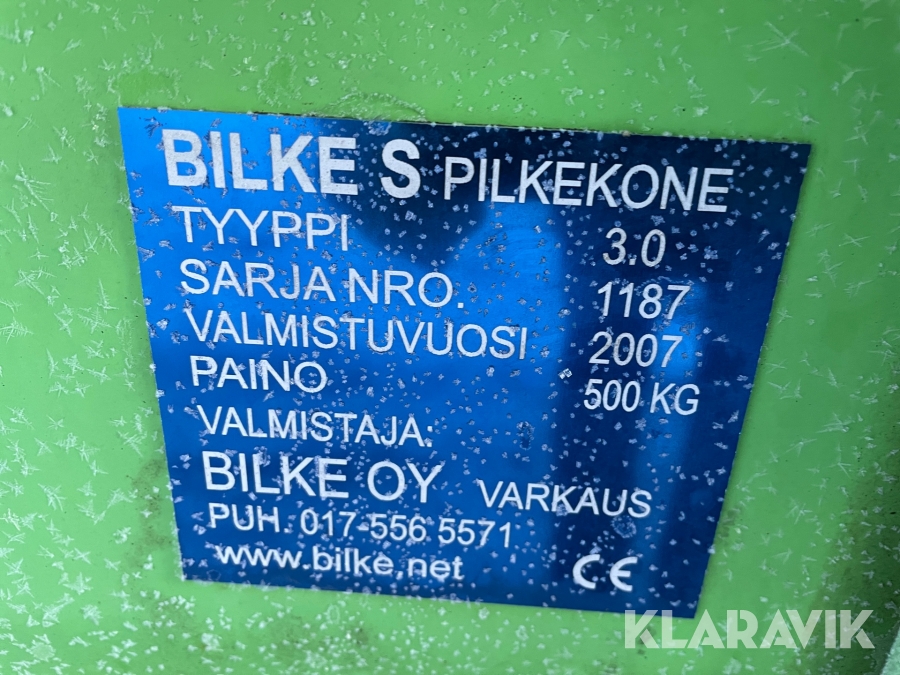 BILKE S PILKEKONE
TYYPPI 3.0
SARJA NRO. 1187
VALMISTUVUOSI 2007
PAINO 500 KG
VALMISTAJA:
BILKE OY VARKAUS
PUH. 017-556 5571
www.bilke.net CE
KLARAVIK